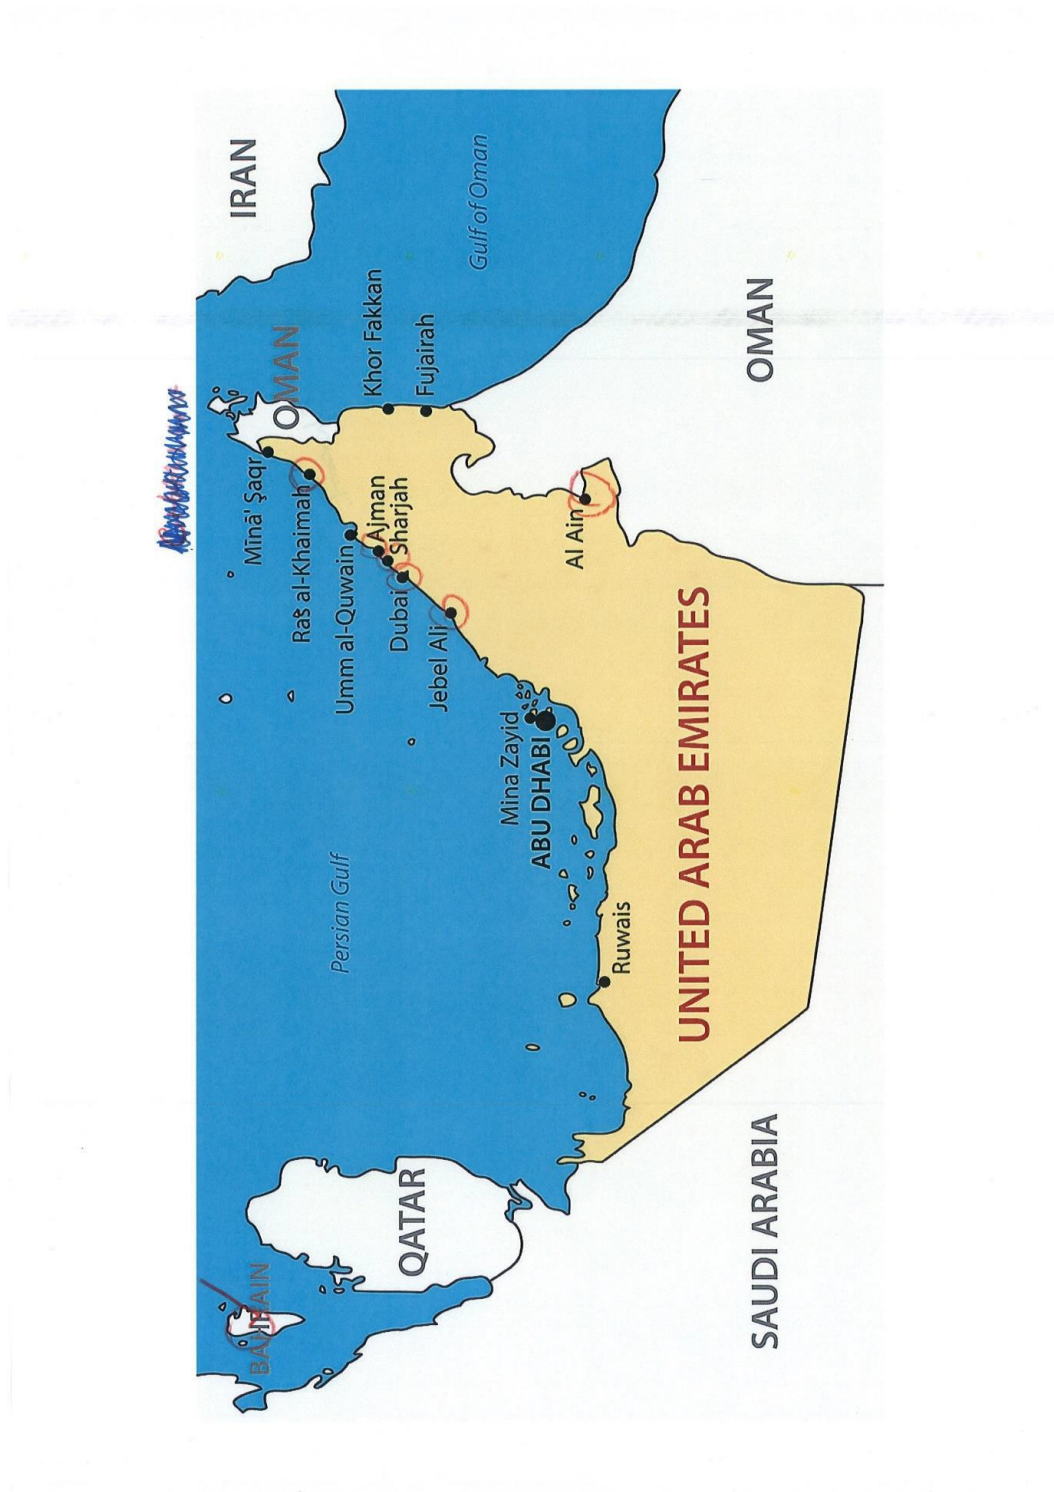 IRAN
Gulf of Oman
OMAN
Khor Fakkan
Fujairah
OMAN
Mīnā' Şaqr
Ras al-Khaimah
Umm al-Quwain
Ajman
Sharjah
Dubai
Jebel Ali
Al Ain
Mina Zayid
ABU DHABI
Persian Gulf
Ruwais
UNITED ARAB EMIRATES
QATAR
BAHRAIN
SAUDI ARABIA